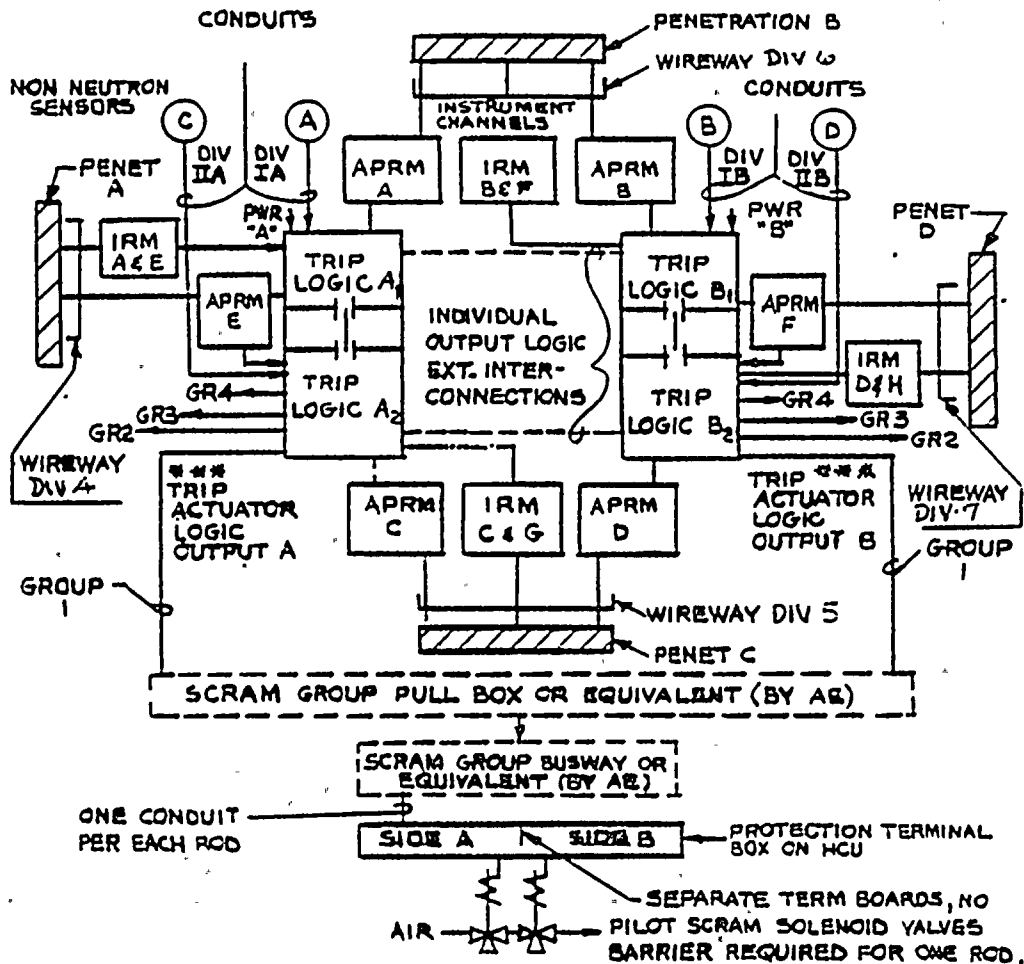 CONDUITS
PENETRATION B
WIREWAY DIV 6
NON NEUTRON
SENSORS
INSTRUMENT
CHANNELS
CONDUITS
C
A
B
D
PENET
A
DIV
IIA
DIV
IA
APRM
A
IRM
B & F
APRM
B
DIV
IB
DIV
IIB
PWR
"A"
PWR
"B"
PENET
D
IRM
A & E
TRIP
LOGIC A1
TRIP
LOGIC B1
APRM
E
APRM
F
INDIVIDUAL
OUTPUT LOGIC
EXT. INTER-
CONNECTIONS
IRM
D & H
GR4
GR3
GR2
TRIP
LOGIC A2
TRIP
LOGIC B2
GR4
GR3
GR2
WIREWAY
DIV 4
***
TRIP
ACTUATOR
LOGIC
OUTPUT A
APRM
C
IRM
C & G
APRM
D
TRIP ***
ACTUATOR
LOGIC
OUTPUT B
WIREWAY
DIV. 7
GROUP
1
GROUP
1
WIREWAY DIV 5
PENET C
SCRAM GROUP PULL BOX OR EQUIVALENT (BY AE)
SCRAM GROUP BUSWAY OR
EQUIVALENT (BY AE)
ONE CONDUIT
PER EACH ROD
SIDE A
SIDE B
PROTECTION TERMINAL
BOX ON HCU
SEPARATE TERM BOARDS, NO
AIR
PILOT SCRAM SOLENOID VALVES
BARRIER REQUIRED FOR ONE ROD.